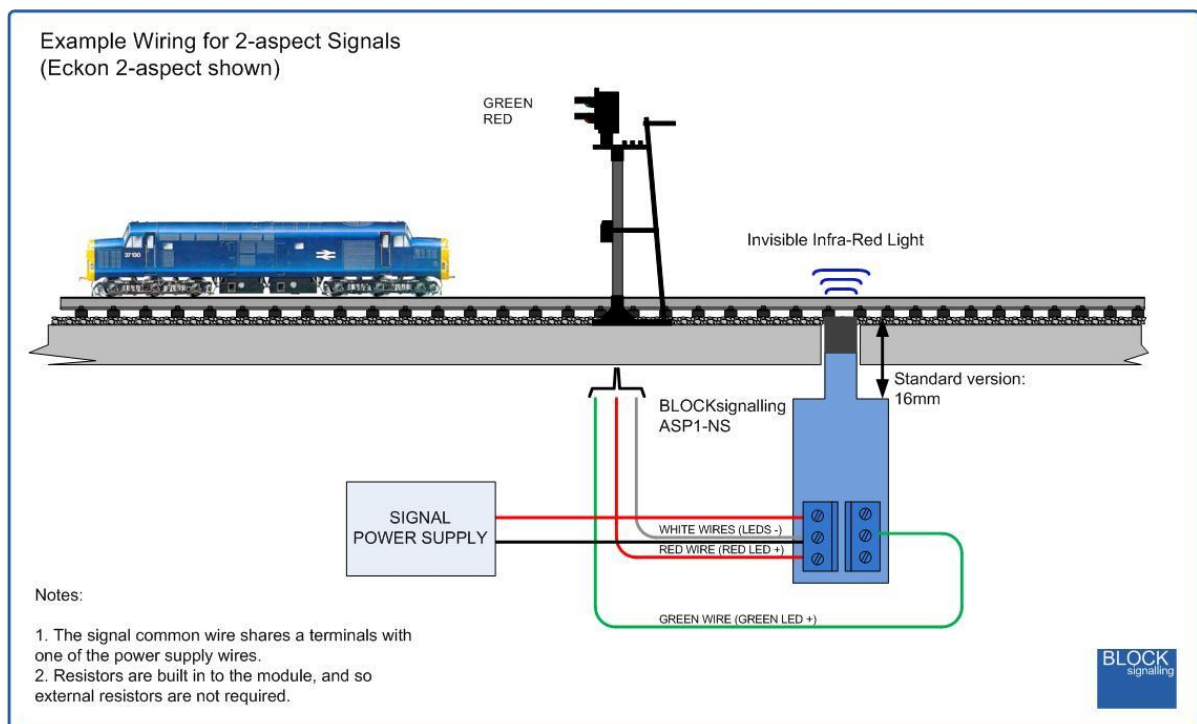 Example Wiring for 2-aspect Signals
(Eckon 2-aspect shown)
GREEN
RED
37 130
Invisible Infra-Red Light
Standard version:
16mm
BLOCKsignalling
ASP1-NS
SIGNAL
POWER SUPPLY
WHITE WIRES (LEDS -)
RED WIRE (RED LED +)
GREEN WIRE (GREEN LED +)
Notes:
1. The signal common wire shares a terminals with
one of the power supply wires.
2. Resistors are built in to the module, and so
external resistors are not required.
BLOCK
signalling